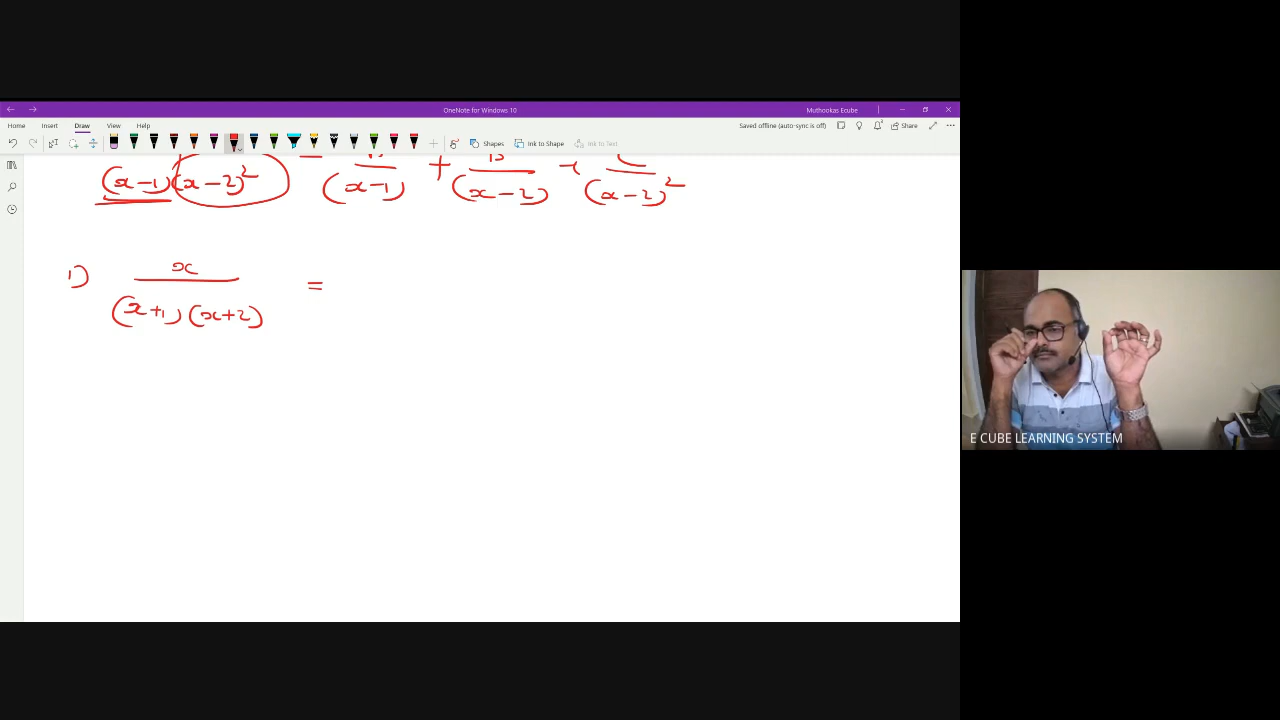 OneNote for Windows 10
Muthookas Ecube
Home Insert Draw View Help
Saved offline (auto-sync is off)
Share
Shapes
Ink to Shape
Ink to Text
(x-1)(x-2)² = (x-1) + B/(x-2) + C/(x-2)²
1) x/((x+1)(x+2)) =
E CUBE LEARNING SYSTEM